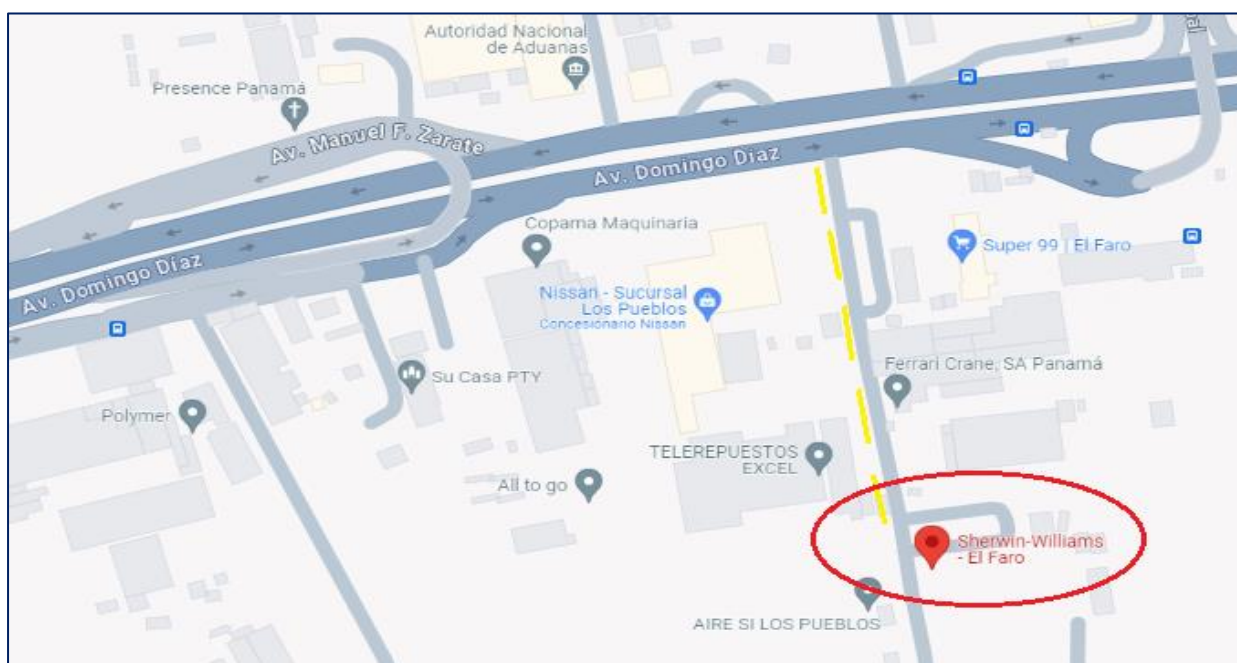 Autoridad Nacional
de Aduanas
Presence Panamá
Av. Manuel F. Zarate
Av. Domingo Díaz
Copama Maquinaria
Super 99 | El Faro
Av. Domingo Díaz
Nissan - Sucursal
Los Pueblos
Concesionario Nissan
Ferrari Crane, SA Panamá
Su Casa PTY
Polymer
TELEREPUESTOS
EXCEL
All to go
Sherwin-Williams
- El Faro
AIRE SI LOS PUEBLOS